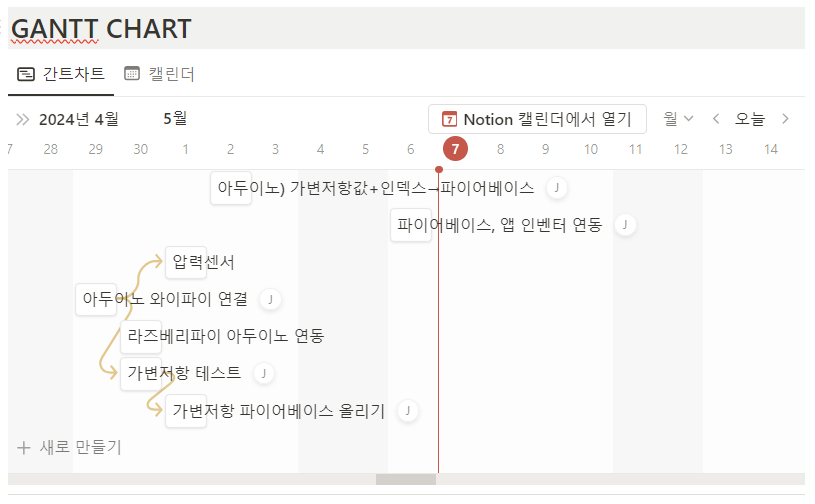 GANTT CHART
간트차트 캘린더
2024년 4월 5월 7 Notion 캘린더에서 열기 월 오늘
7 28 29 30 1 2 3 4 5 6 7 8 9 10 11 12 13 14
아두이노) 가변저항값+인덱스→파이어베이스 J
파이어베이스, 앱 인벤터 연동 J
압력센서
아두이노 와이파이 연결 J
라즈베리파이 아두이노 연동
가변저항 테스트 J
가변저항 파이어베이스 올리기 J
+ 새로 만들기